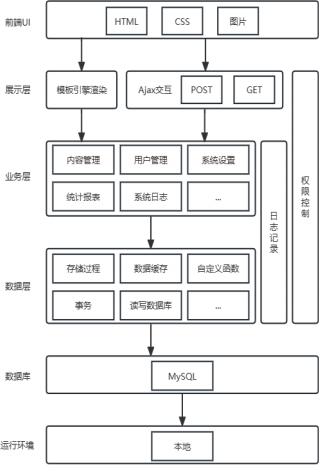 前端UI
HTML
CSS
图片
展示层
模板引擎渲染
Ajax交互
POST
GET
业务层
内容管理
用户管理
系统设置
统计报表
系统日志
...
数据层
存储过程
数据缓存
自定义函数
事务
读写数据库
...
日志记录
权限控制
数据库
MySQL
运行环境
本地